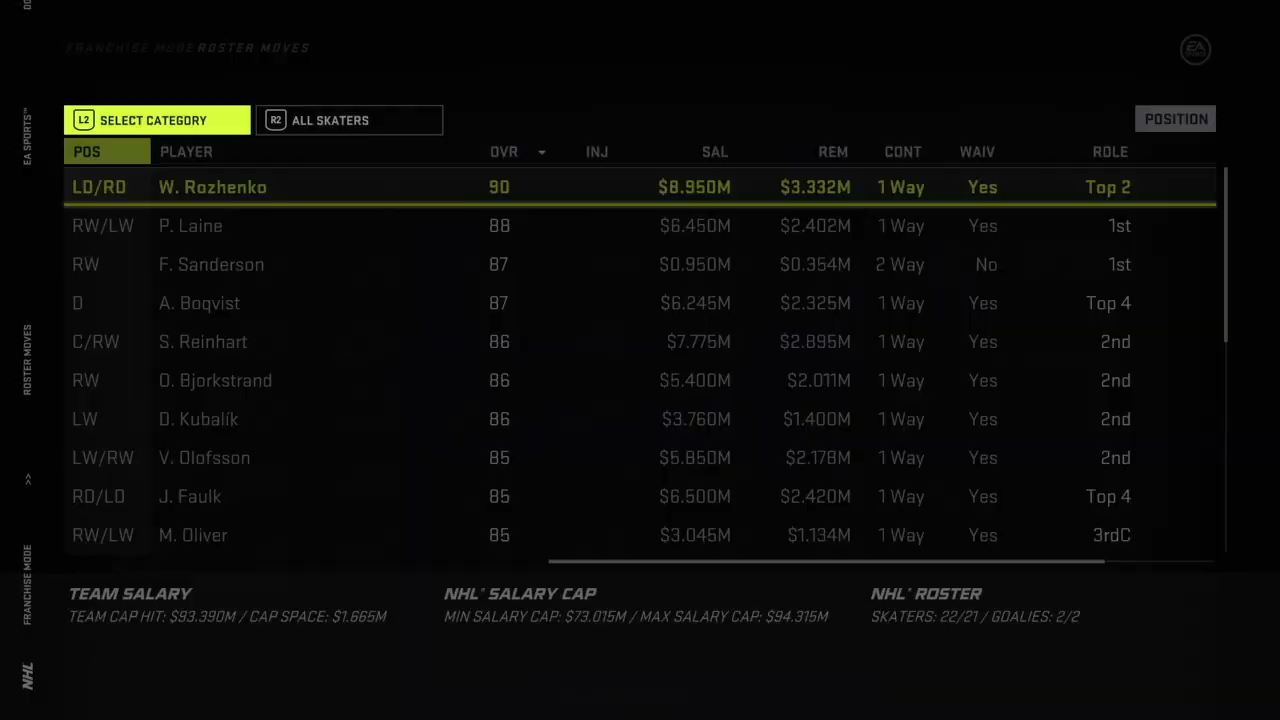 FRANCHISE MODE ROSTER MOVES
EA SPORTS
L2 SELECT CATEGORY R2 ALL SKATERS POSITION
POS PLAYER OVR INJ SAL REM CONT WAIV ROLE
LD/RD W. Rozhenko 90 $8.950M $3.332M 1 Way Yes Top 2
RW/LW P. Laine 88 $6.450M $2.402M 1 Way Yes 1st
RW F. Sanderson 87 $0.950M $0.354M 2 Way No 1st
D A. Boqvist 87 $6.245M $2.325M 1 Way Yes Top 4
C/RW S. Reinhart 86 $7.775M $2.895M 1 Way Yes 2nd
RW O. Bjorkstrand 86 $5.400M $2.011M 1 Way Yes 2nd
LW D. Kubalík 86 $3.760M $1.400M 1 Way Yes 2nd
LW/RW V. Olofsson 85 $5.850M $2.178M 1 Way Yes 2nd
RD/LD J. Faulk 85 $6.500M $2.420M 1 Way Yes Top 4
RW/LW M. Oliver 85 $3.045M $1.134M 1 Way Yes 3rdC
TEAM SALARY
TEAM CAP HIT: $93.390M / CAP SPACE: $1.665M
NHL® SALARY CAP
MIN SALARY CAP: $73.015M / MAX SALARY CAP: $94.315M
NHL® ROSTER
SKATERS: 22/21 / GOALIES: 2/2
NHL FRANCHISE MODE >> ROSTER MOVES EA SPORTS™